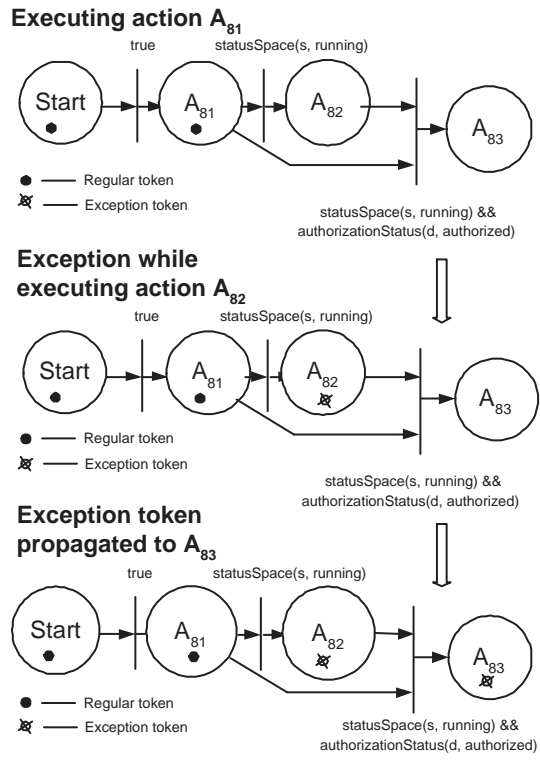 Executing action A81
true
statusSpace(s, running)
Start
A81
A82
A83
Regular token
Exception token
statusSpace(s, running) &&
authorizationStatus(d, authorized)
Exception while
executing action A82
true
statusSpace(s, running)
Start
A81
A82
A83
Regular token
Exception token
statusSpace(s, running) &&
authorizationStatus(d, authorized)
Exception token
propagated to A83
true
statusSpace(s, running)
Start
A81
A82
A83
Regular token
Exception token
statusSpace(s, running) &&
authorizationStatus(d, authorized)